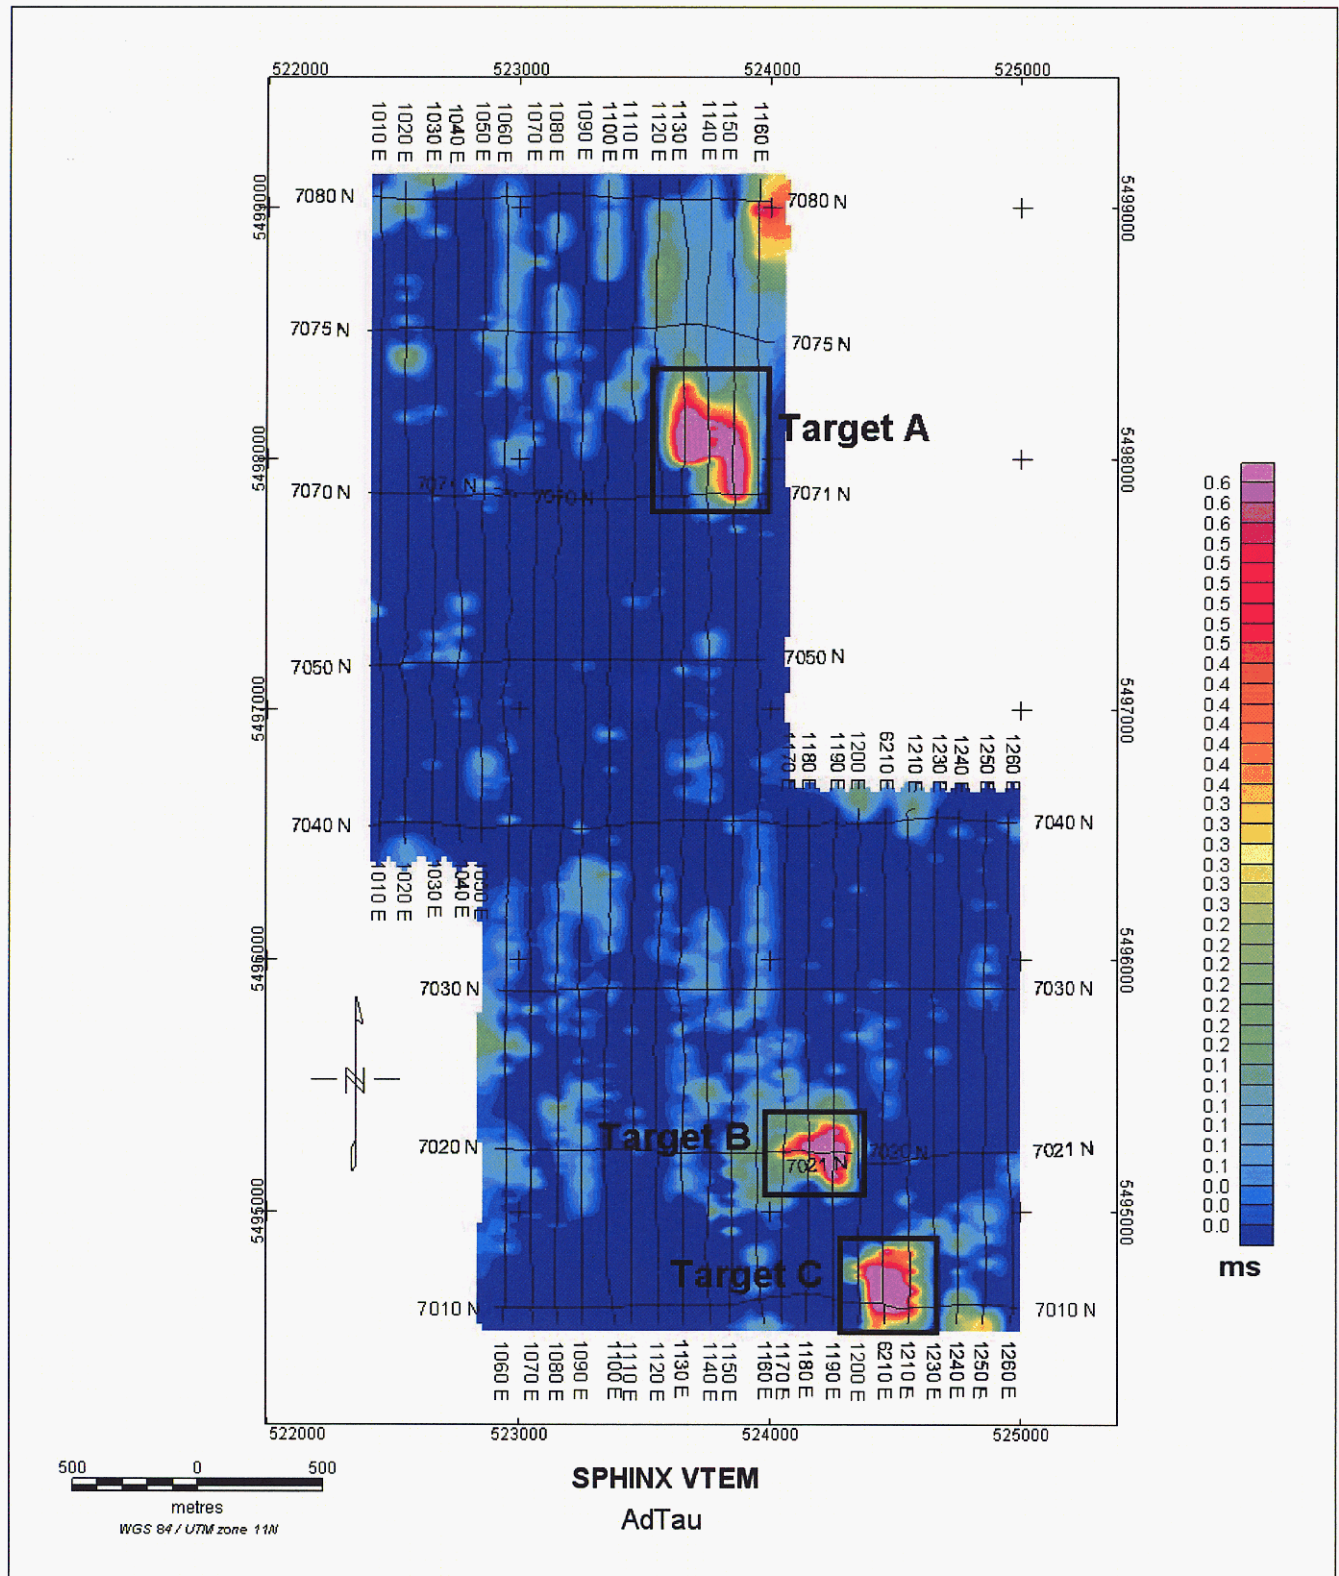 522000 523000 524000 525000
1010 E 1020 E 1030 E 1040 E 1050 E 1060 E 1070 E 1080 E 1090 E 1100 E 1110 E 1120 E 1130 E 1140 E 1150 E 1160 E
5499000 7080 N 7080 N 5499000
7075 N 7075 N
Target A
5498000 5498000
7070 N 7071 N 7070 N 7071 N
7050 N 7050 N
5497000 5497000
1170 E 1180 E 1190 E 1200 E 6210 E 1210 E 1230 E 1240 E 1250 E 1260 E
7040 N 7040 N
1010 E 1020 E 1030 E 1040 E 1050 E
5496000 5496000
7030 N 7030 N
N
Target B
7020 N 7021 N 7020 N 7021 N
5495000 5495000
Target C
7010 N 7010 N
1060 E 1070 E 1080 E 1090 E 1100 E 1110 E 1120 E 1130 E 1140 E 1150 E 1160 E 1170 E 1180 E 1190 E 1200 E 6210 E 1210 E 1230 E 1240 E 1250 E 1260 E
522000 523000 524000 525000
0.6
0.6
0.6
0.5
0.5
0.5
0.5
0.5
0.5
0.4
0.4
0.4
0.4
0.4
0.4
0.4
0.3
0.3
0.3
0.3
0.3
0.3
0.2
0.2
0.2
0.2
0.2
0.2
0.2
0.1
0.1
0.1
0.1
0.1
0.1
0.0
0.0
0.0
ms
500 0 500
metres
WGS 84 / UTM zone 11N
SPHINX VTEM
AdTau